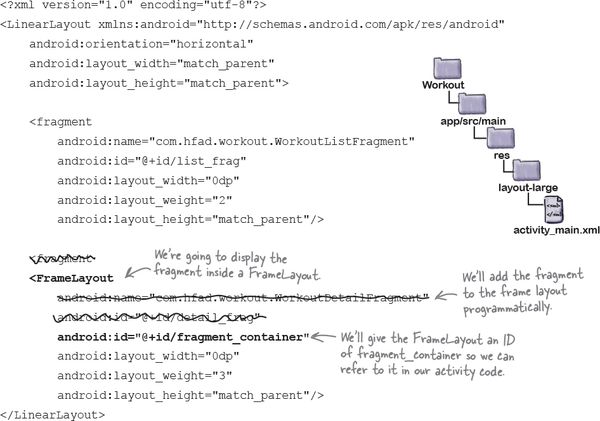 <?xml version="1.0" encoding="utf-8"?>
<LinearLayout xmlns:android="http://schemas.android.com/apk/res/android"
android:orientation="horizontal"
android:layout_width="match_parent"
android:layout_height="match_parent">
<fragment
android:name="com.hfad.workout.WorkoutListFragment"
android:id="@+id/list_frag"
android:layout_width="0dp"
android:layout_weight="2"
android:layout_height="match_parent"/>
Workout
app/src/main
res
layout-large
<xml>
</xml>
activity_main.xml
<fragment
<FrameLayout
We're going to display the
fragment inside a FrameLayout.
android:name="com.hfad.workout.WorkoutDetailFragment"
We'll add the fragment
to the frame layout
programmatically.
android:id="@+id/detail_frag"
android:id="@+id/fragment_container"
We'll give the FrameLayout an ID
of fragment_container so we can
refer to it in our activity code.
android:layout_width="0dp"
android:layout_weight="3"
android:layout_height="match_parent"/>
</LinearLayout>